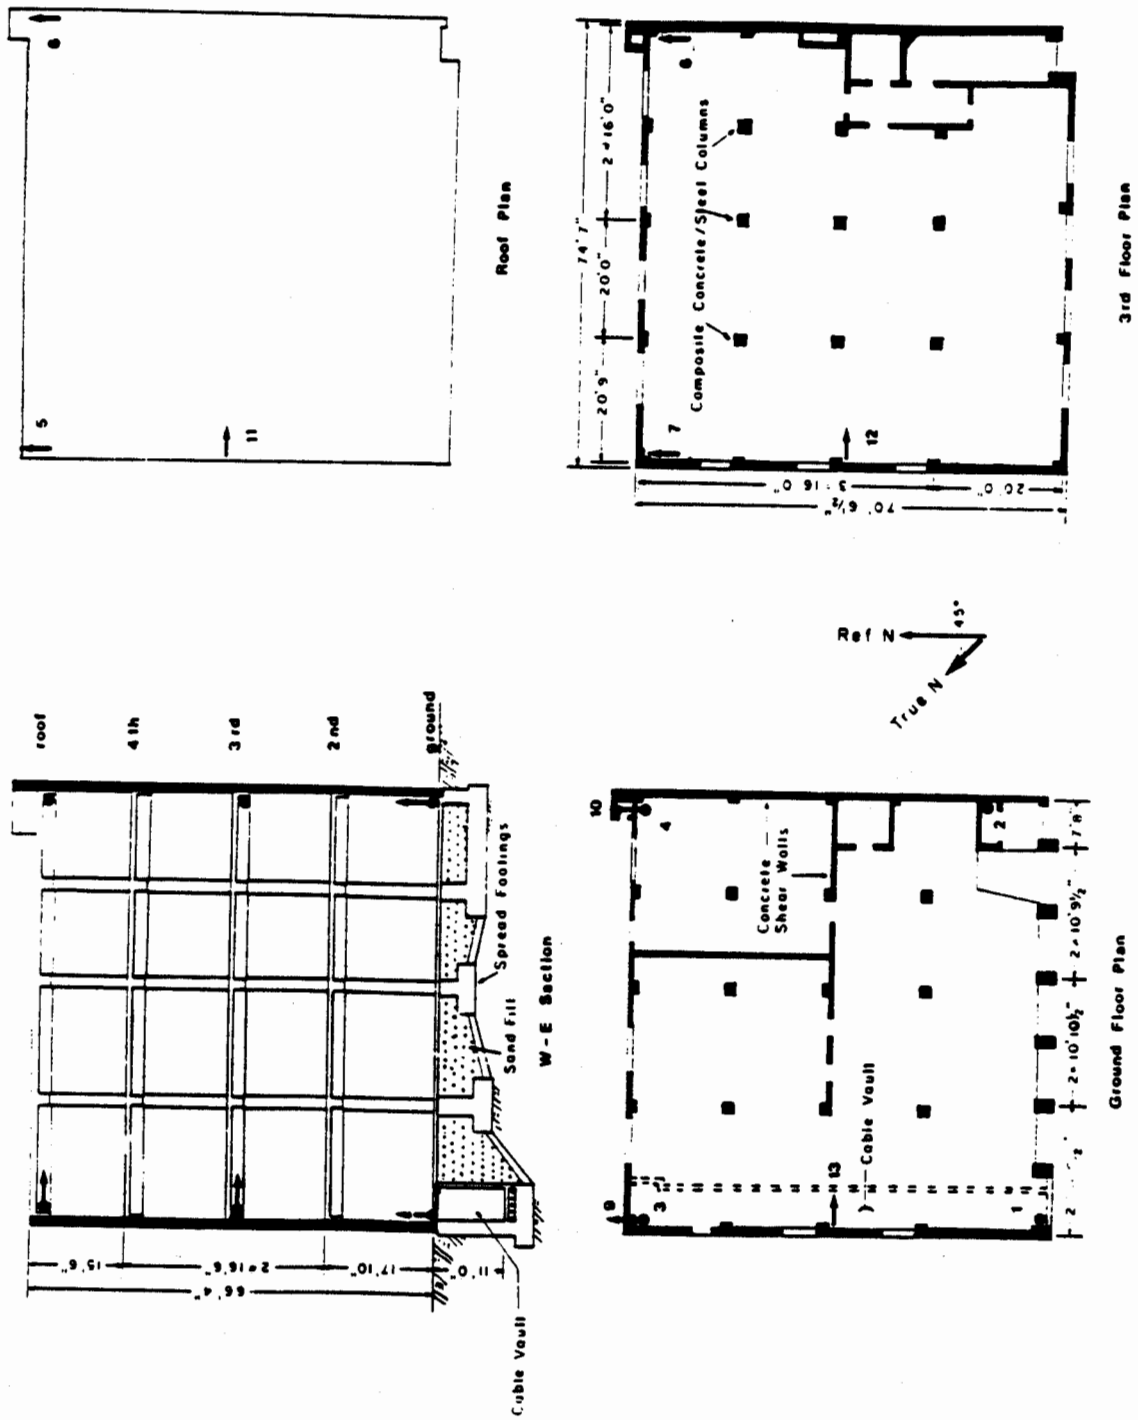 roof
4th
3rd
2nd
ground
15'6"
2=16'6"
17'10"
66'4"
11'0"
Cable Vault
Sand Fill
Spread Footings
W-E Section
5
6
11
Roof Plan
Ref N
True N
45°
10
4
2
9
3
1
13
Concrete
Shear Walls
Cable Vault
7'8"
2=10'9½"
2=10'10½"
Ground Floor Plan
74'7"
20'9"
20'0"
2=16'0"
3=16'0"
20'0"
70'6½"
7
12
Composite Concrete/Steel Columns
3rd Floor Plan